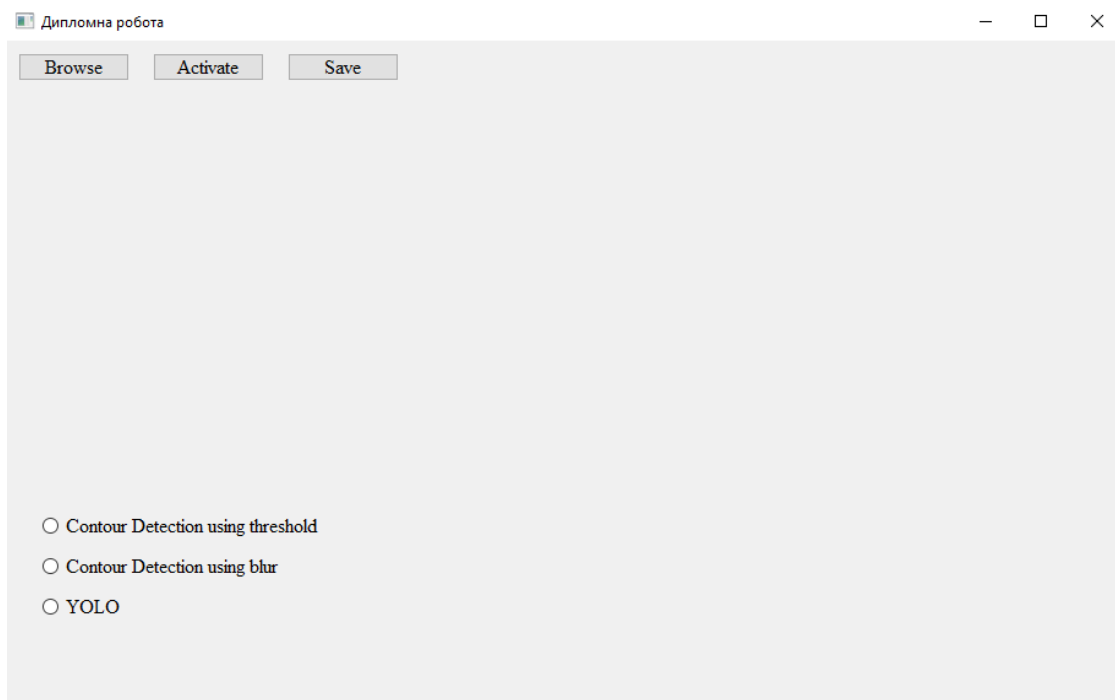 Дипломна робота
Browse Activate Save
Contour Detection using threshold
Contour Detection using blur
YOLO